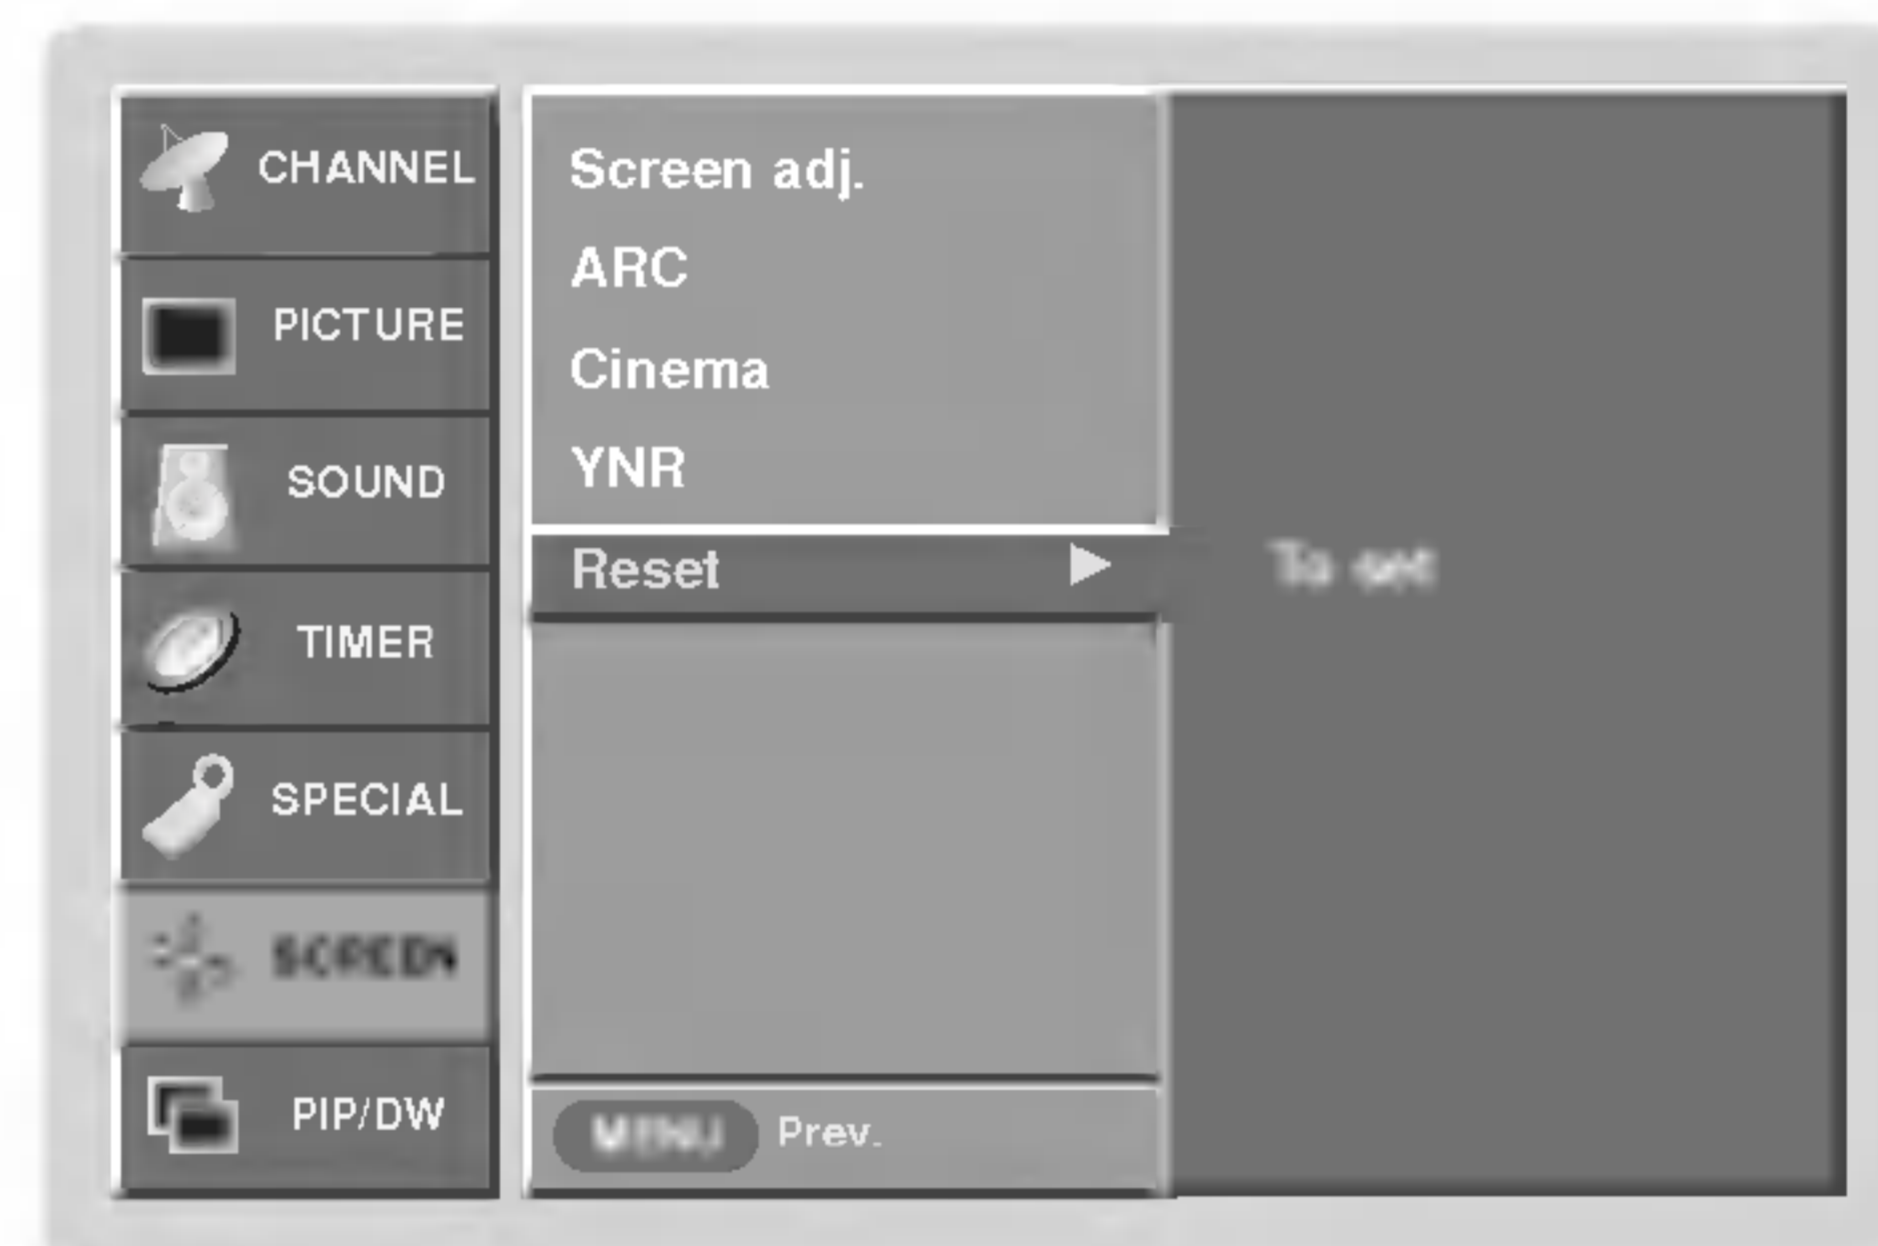 CHANNEL
PICTURE
SOUND
TIMER
SPECIAL
SCREEN
PIP/DW
Screen adj.
ARC
Cinema
YNR
Reset
To set
MENU Prev.